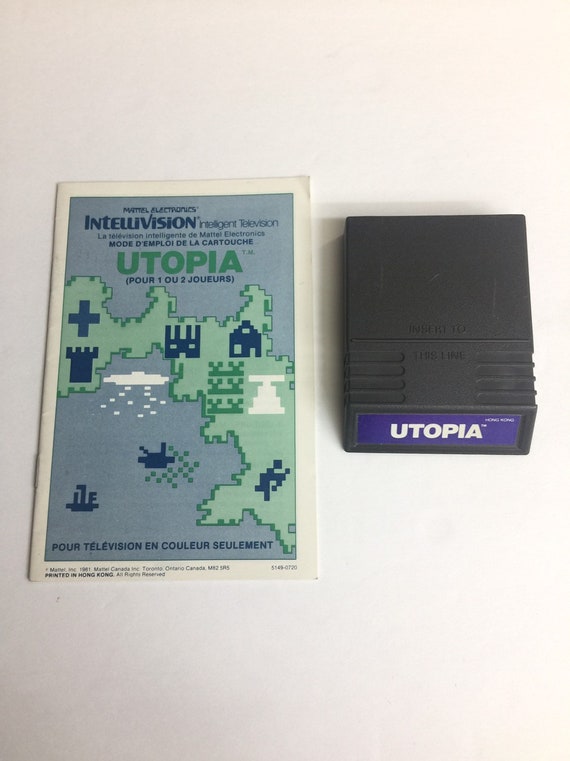 MATTEL ELECTRONICS®
INTELLIVISION® Intelligent Television
La télévision intelligente de Mattel Electronics
MODE D'EMPLOI DE LA CARTOUCHE
UTOPIA T.M.
(POUR 1 OU 2 JOUEURS)
POUR TÉLÉVISION EN COULEUR SEULEMENT
© Mattel, Inc. 1981. Mattel Canada Inc. Toronto, Ontario Canada. M82 5R5
PRINTED IN HONG KONG. All Rights Reserved
5149-0720
INSERT TO
THIS LINE
HONG KONG
UTOPIA™